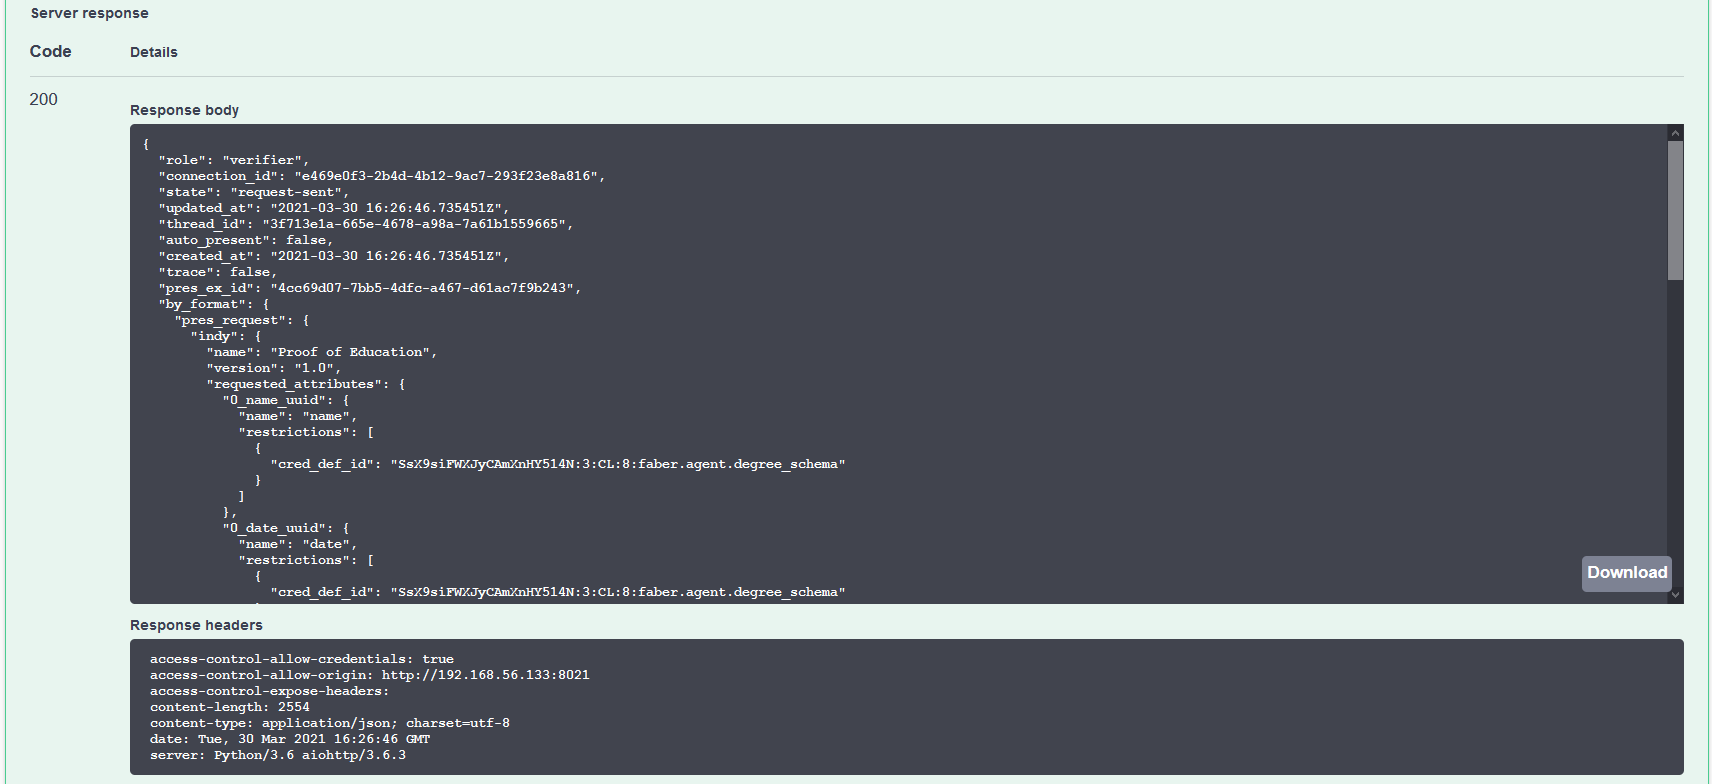 Server response
Code Details
200
Response body
{
  "role": "verifier",
  "connection_id": "e469e0f3-2b4d-4b12-9ac7-293f23e8a816",
  "state": "request-sent",
  "updated_at": "2021-03-30 16:26:46.735451Z",
  "thread_id": "3f713e1a-665e-4678-a98a-7a61b1559665",
  "auto_present": false,
  "created_at": "2021-03-30 16:26:46.735451Z",
  "trace": false,
  "pres_ex_id": "4cc69d07-7bb5-4dfc-a467-d61ac7f9b243",
  "by_format": {
    "pres_request": {
      "indy": {
        "name": "Proof of Education",
        "version": "1.0",
        "requested_attributes": {
          "0_name_uuid": {
            "name": "name",
            "restrictions": [
              {
                "cred_def_id": "SsX9siFWXJyCAmXnHY514N:3:CL:8:faber.agent.degree_schema"
              }
            ]
          },
          "0_date_uuid": {
            "name": "date",
            "restrictions": [
              {
                "cred_def_id": "SsX9siFWXJyCAmXnHY514N:3:CL:8:faber.agent.degree_schema"
Download
Response headers
access-control-allow-credentials: true
access-control-allow-origin: http://192.168.56.133:8021
access-control-expose-headers:
content-length: 2554
content-type: application/json; charset=utf-8
date: Tue, 30 Mar 2021 16:26:46 GMT
server: Python/3.6 aiohttp/3.6.3